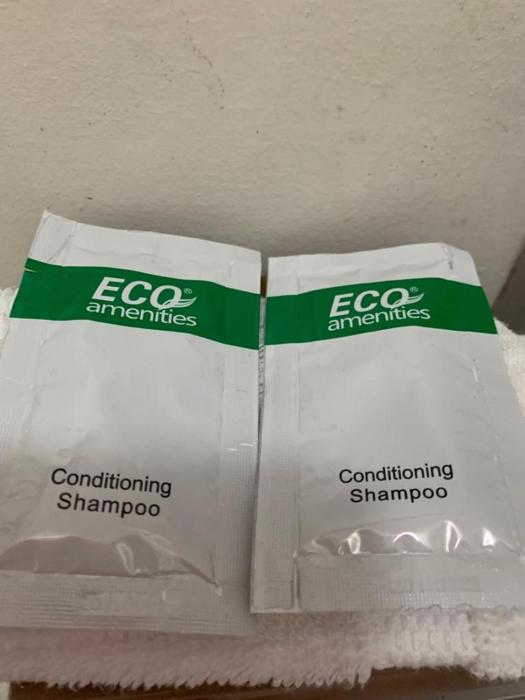 ECO®
amenities
Conditioning
Shampoo
ECO®
amenities
Conditioning
Shampoo